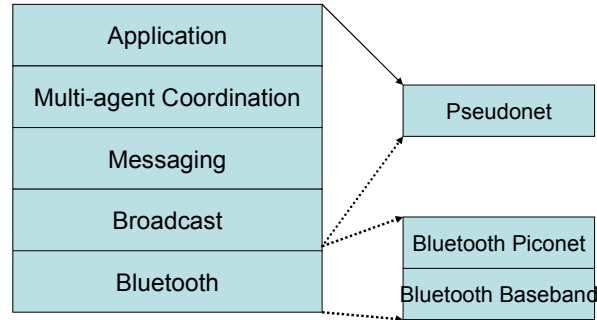 Application
Multi-agent Coordination
Messaging
Broadcast
Bluetooth
Pseudonet
Bluetooth Piconet
Bluetooth Baseband